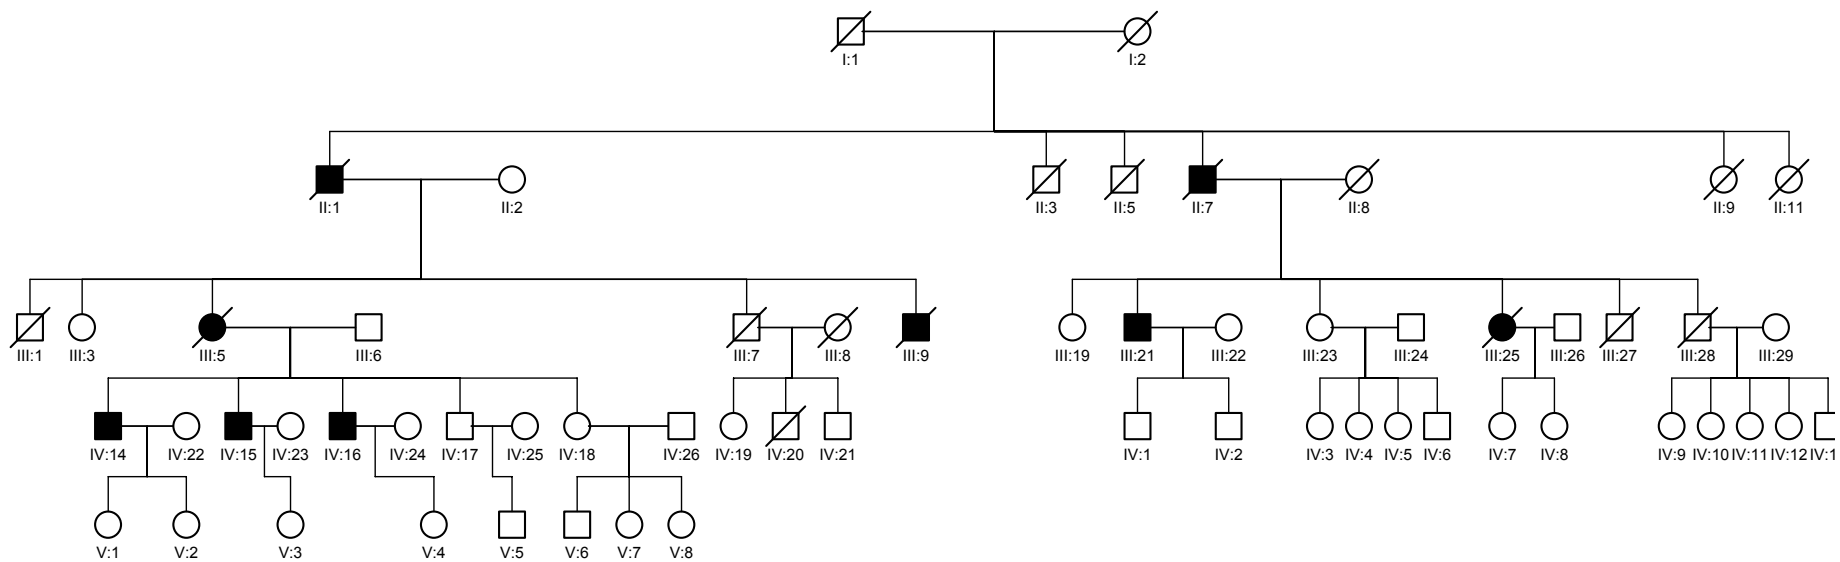 I:1 I:2
II:1 II:2 II:3 II:5 II:7 II:8 II:9 II:11
III:1 III:3 III:5 III:6 III:7 III:8 III:9 III:19 III:21 III:22 III:23 III:24 III:25 III:26 III:27 III:28 III:29
IV:14 IV:22 IV:15 IV:23 IV:16 IV:24 IV:17 IV:25 IV:18 IV:26 IV:19 IV:20 IV:21 IV:1 IV:2 IV:3 IV:4 IV:5 IV:6 IV:7 IV:8 IV:9 IV:10 IV:11 IV:12 IV:1
V:1 V:2 V:3 V:4 V:5 V:6 V:7 V:8